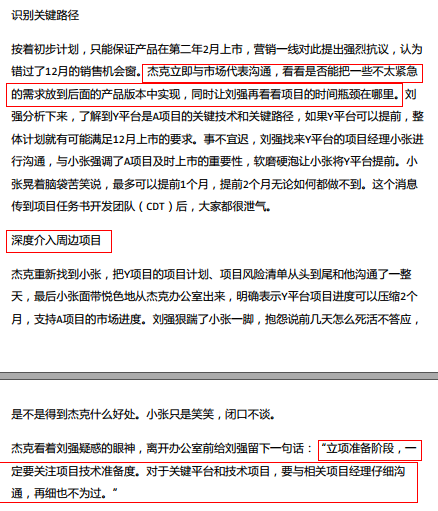 识别关键路径
按着初步计划，只能保证产品在第二年2月上市，营销一线对此提出强烈抗议，认为
错过了12月的销售机会窗。杰克立即与市场代表沟通，看看是否能把一些不太紧急
的需求放到后面的产品版本中实现，同时让刘强再看看项目的时间瓶颈在哪里。刘
强分析下来，了解到Y平台是A项目的关键技术和关键路径，如果Y平台可以提前，整
体计划就有可能满足12月上市的要求。事不宜迟，刘强找来Y平台的项目经理小张进
行沟通，与小张强调了A项目及时上市的重要性，软磨硬泡让小张将Y平台提前。小
张晃着脑袋苦笑说，最多可以提前1个月，提前2个月无论如何都做不到。这个消息
传到项目任务书开发团队（CDT）后，大家都很泄气。
深度介入周边项目
杰克重新找到小张，把Y项目的项目计划、项目风险清单从头到尾和他沟通了一整
天，最后小张面带悦色地从杰克办公室出来，明确表示Y平台项目进度可以压缩2个
月，支持A项目的市场进度。刘强狠踹了小张一脚，抱怨说前几天怎么死活不答应，
是不是得到杰克什么好处。小张只是笑笑，闭口不谈。
杰克看着刘强疑惑的眼神，离开办公室前给刘强留下一句话：“立项准备阶段，一
定要关注项目技术准备度。对于关键平台和技术项目，要与相关项目经理仔细沟
通，再细也不为过。”